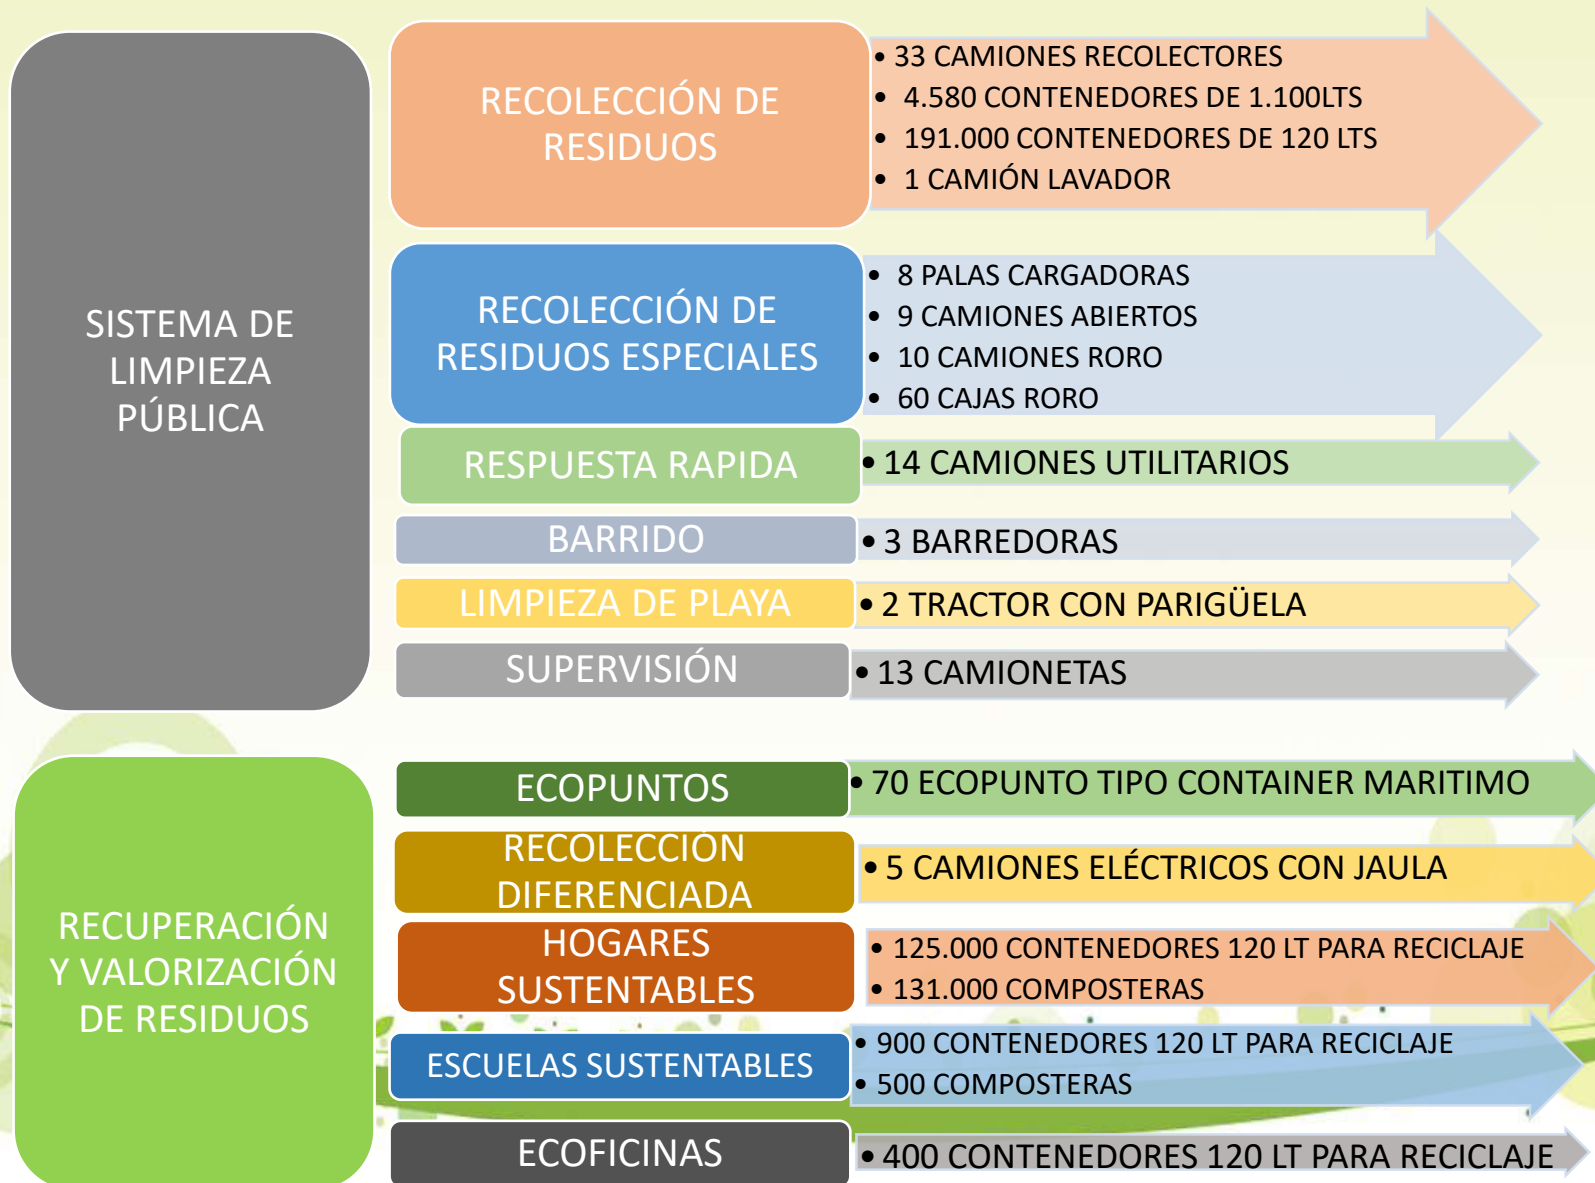 SISTEMA DE
LIMPIEZA
PÚBLICA
RECOLECCIÓN DE
RESIDUOS
• 33 CAMIONES RECOLECTORES
• 4.580 CONTENEDORES DE 1.100LTS
• 191.000 CONTENEDORES DE 120 LTS
• 1 CAMIÓN LAVADOR
RECOLECCIÓN DE
RESIDUOS ESPECIALES
• 8 PALAS CARGADORAS
• 9 CAMIONES ABIERTOS
• 10 CAMIONES RORO
• 60 CAJAS RORO
RESPUESTA RAPIDA
• 14 CAMIONES UTILITARIOS
BARRIDO
• 3 BARREDORAS
LIMPIEZA DE PLAYA
• 2 TRACTOR CON PARIGÜELA
SUPERVISIÓN
• 13 CAMIONETAS
RECUPERACIÓN
Y VALORIZACIÓN
DE RESIDUOS
ECOPUNTOS
• 70 ECOPUNTO TIPO CONTAINER MARITIMO
RECOLECCIÓN
DIFERENCIADA
• 5 CAMIONES ELÉCTRICOS CON JAULA
HOGARES
SUSTENTABLES
• 125.000 CONTENEDORES 120 LT PARA RECICLAJE
• 131.000 COMPOSTERAS
ESCUELAS SUSTENTABLES
• 900 CONTENEDORES 120 LT PARA RECICLAJE
• 500 COMPOSTERAS
ECOFICINAS
• 400 CONTENEDORES 120 LT PARA RECICLAJE